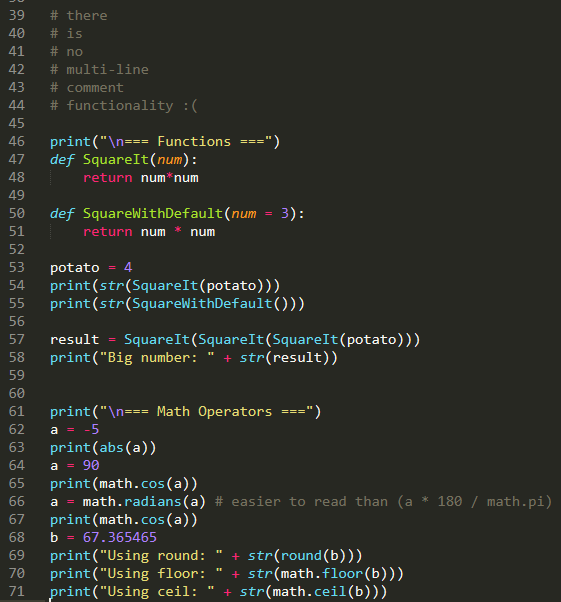 39 # there
40 # is
41 # no
42 # multi-line
43 # comment
44 # functionality :(
45
46 print("\n=== Functions ===")
47 def SquareIt(num):
48 return num*num
49
50 def SquareWithDefault(num = 3):
51 return num * num
52
53 potato = 4
54 print(str(SquareIt(potato)))
55 print(str(SquareWithDefault()))
56
57 result = SquareIt(SquareIt(SquareIt(potato)))
58 print("Big number: " + str(result))
59
60
61 print("\n=== Math Operators ===")
62 a = -5
63 print(abs(a))
64 a = 90
65 print(math.cos(a))
66 a = math.radians(a) # easier to read than (a * 180 / math.pi)
67 print(math.cos(a))
68 b = 67.365465
69 print("Using round: " + str(round(b)))
70 print("Using floor: " + str(math.floor(b)))
71 print("Using ceil: " + str(math.ceil(b)))